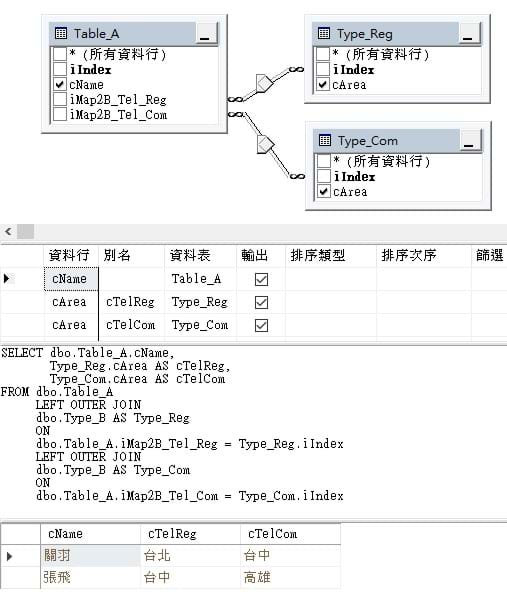 Table_A
* (所有資料行)
iIndex
cName
iMap2B_Tel_Reg
iMap2B_Tel_Com
Type_Reg
* (所有資料行)
iIndex
cArea
Type_Com
* (所有資料行)
iIndex
cArea
資料行 別名 資料表 輸出 排序類型 排序次序 篩選
cName Table_A
cArea cTelReg Type_Reg
cArea cTelCom Type_Com
SELECT dbo.Table_A.cName,
Type_Reg.cArea AS cTelReg,
Type_Com.cArea AS cTelCom
FROM dbo.Table_A
LEFT OUTER JOIN
dbo.Type_B AS Type_Reg
ON
dbo.Table_A.iMap2B_Tel_Reg = Type_Reg.iIndex
LEFT OUTER JOIN
dbo.Type_B AS Type_Com
ON
dbo.Table_A.iMap2B_Tel_Com = Type_Com.iIndex
cName cTelReg cTelCom
關羽 台北 台中
張飛 台中 高雄